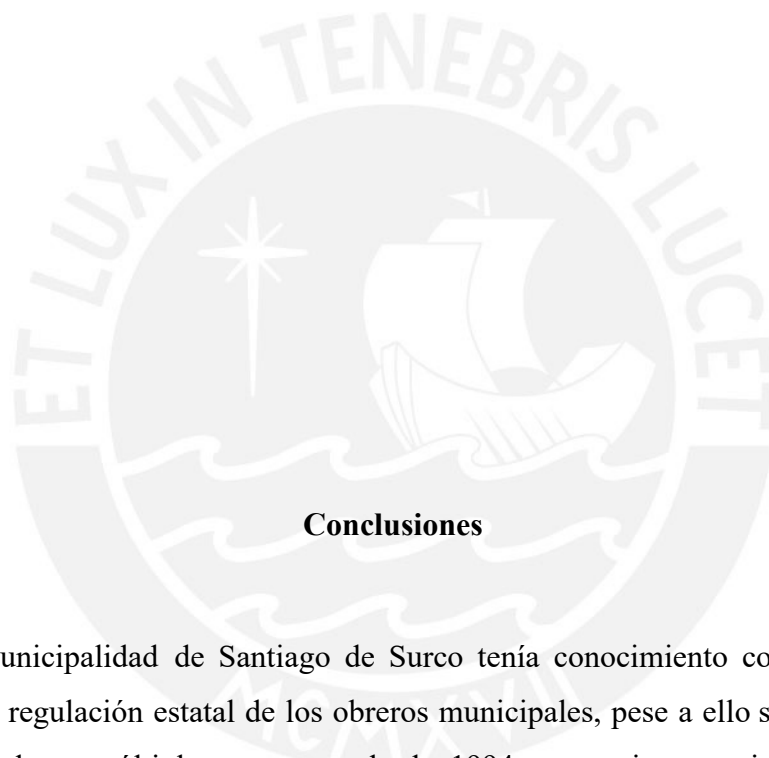 ET LUX IN TENEBRIS LUCET
Conclusiones
unicipalidad de Santiago de Surco tenía conocimiento co
regulación estatal de los obreros municipales, pese a ello s
MCMXVII